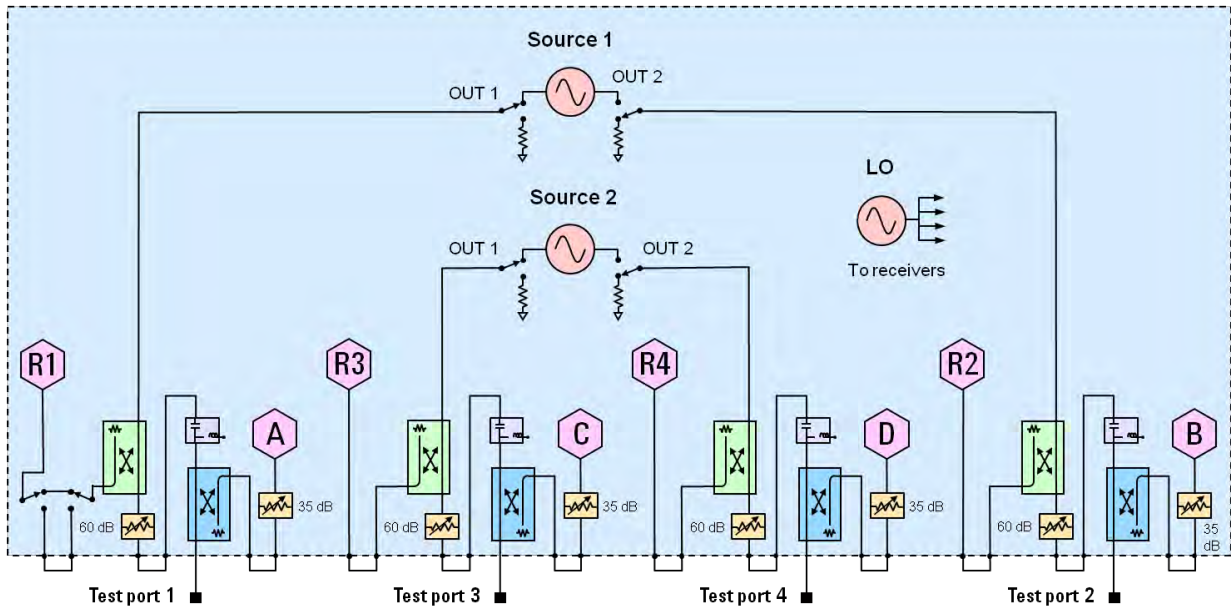 Source 1
OUT 1
OUT 2
LO
Source 2
OUT 1
OUT 2
To receivers
R1
R3
R4
R2
A
C
D
B
60 dB
35 dB
60 dB
35 dB
60 dB
35 dB
60 dB
35
dB
Test port 1
Test port 3
Test port 4
Test port 2